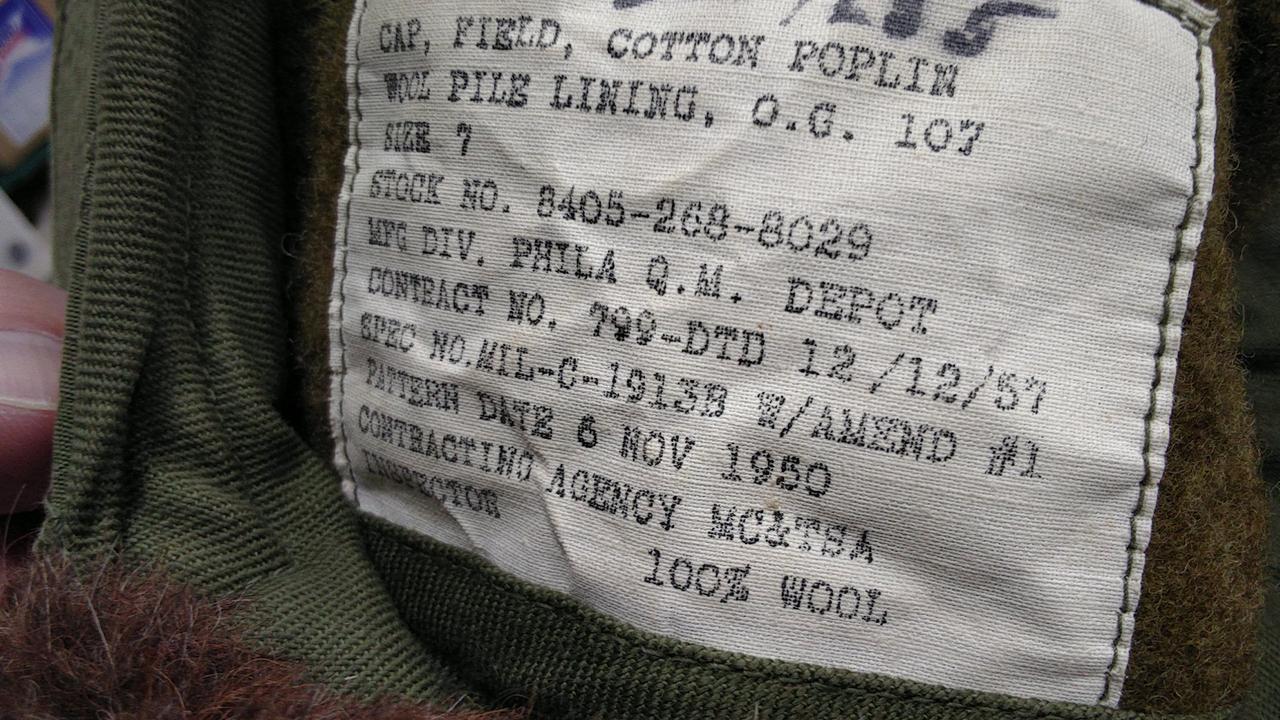 CAP, FIELD, COTTON POPLIN
WOOL PILE LINING, O.G. 107
SIZE 7
STOCK NO. 8405-268-8029
MFG DIV. PHILA Q.M. DEPOT
CONTRACT NO. 799-DTD 12/12/57
SPEC NO.MIL-C-1913B W/AMEND #1
PATTERN DATE 6 NOV 1950
CONTRACTING AGENCY MC&TSA
INSPECTOR
100% WOOL